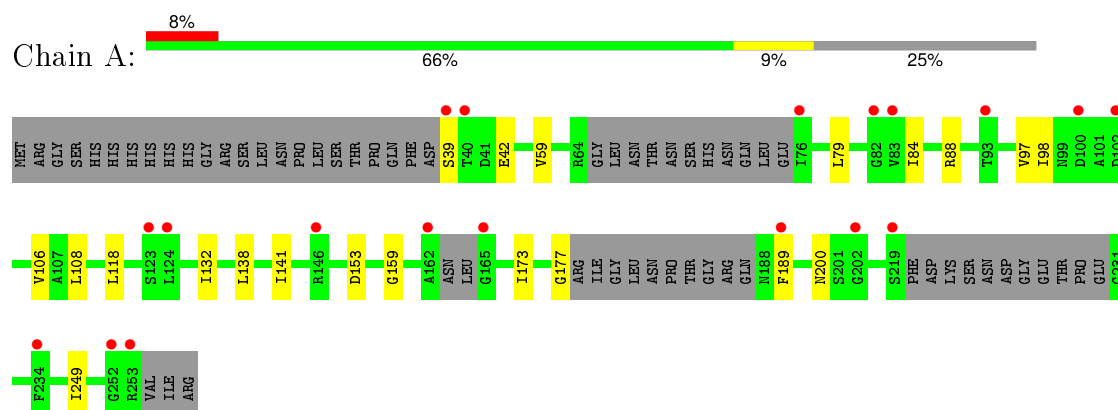 8%
Chain A:
66% 9% 25%
MET ARG GLY SER HIS HIS HIS HIS HIS HIS HIS GLY ARG SER LEU ASN PRO LEU SER THR PRO GLN PHE ASP S39 T40 D41 E42 V59 R64 GLY LEU ASN THR ASN SER HIS ASN GLN LEU GLU I76 L79 G82 V83 I84 R88 T93 V97 I98 N99 D100 A101 D102
V106 A107 L108 L118 S123 L124 I132 L138 I141 R146 D153 G159 A162 ASN LEU G165 I173 G177 ARG ILE GLY LEU ASN PRO THR GLY ARG GLN N188 F189 N200 S201 G202 S219 PHE ASP LYS SER ASN ASP GLY GLU THR PRO GLU G231
F234 I249 G252 R253 VAL ILE ARG